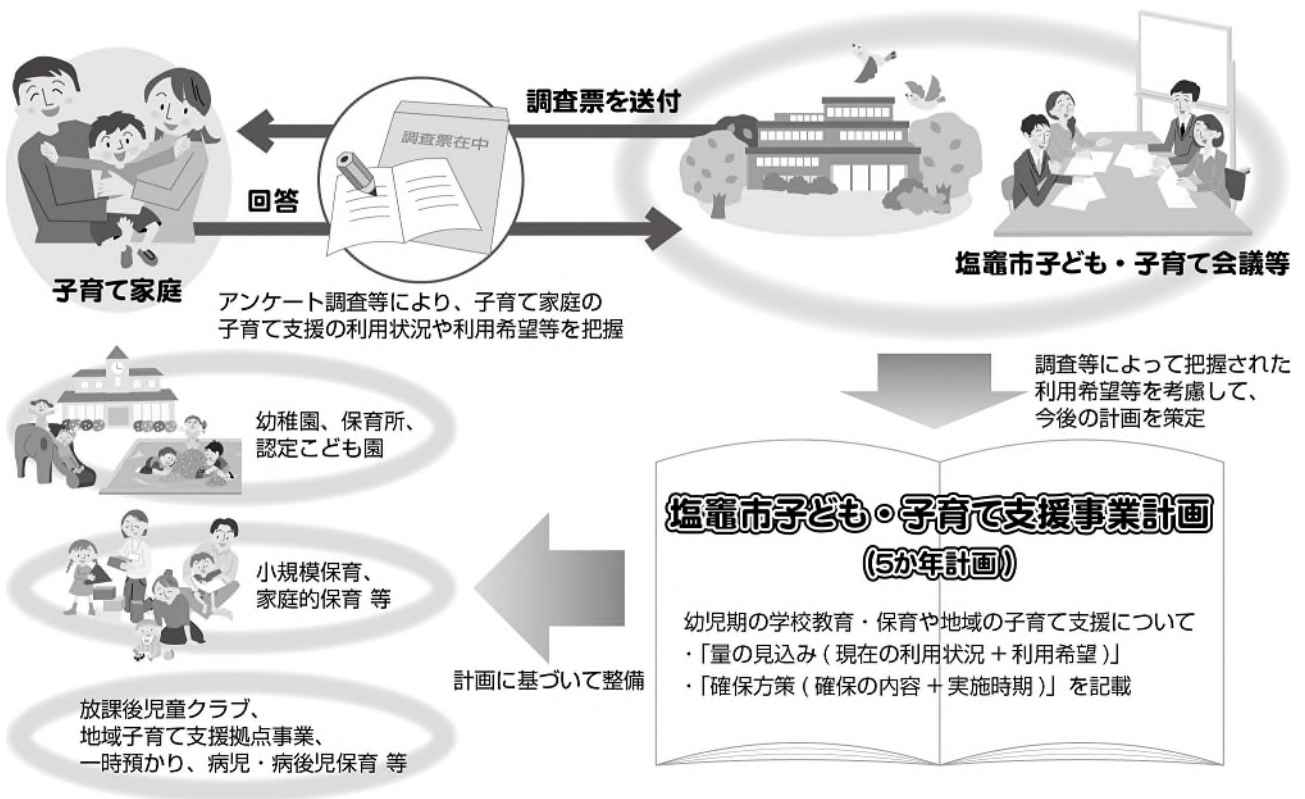 調査票を送付
調査票在中
回答
子育て家庭
塩竈市子ども・子育て会議等
アンケート調査等により、子育て家庭の
子育て支援の利用状況や利用希望等を把握
調査等によって把握された
利用希望等を考慮して、
今後の計画を策定
塩竈市子ども・子育て支援事業計画
(5か年計画)
幼児期の学校教育・保育や地域の子育て支援について
・「量の見込み(現在の利用状況+利用希望)」
・「確保方策(確保の内容+実施時期)」を記載
計画に基づいて整備
幼稚園、保育所、
認定こども園
小規模保育、
家庭的保育 等
放課後児童クラブ、
地域子育て支援拠点事業、
一時預かり、病児・病後児保育 等